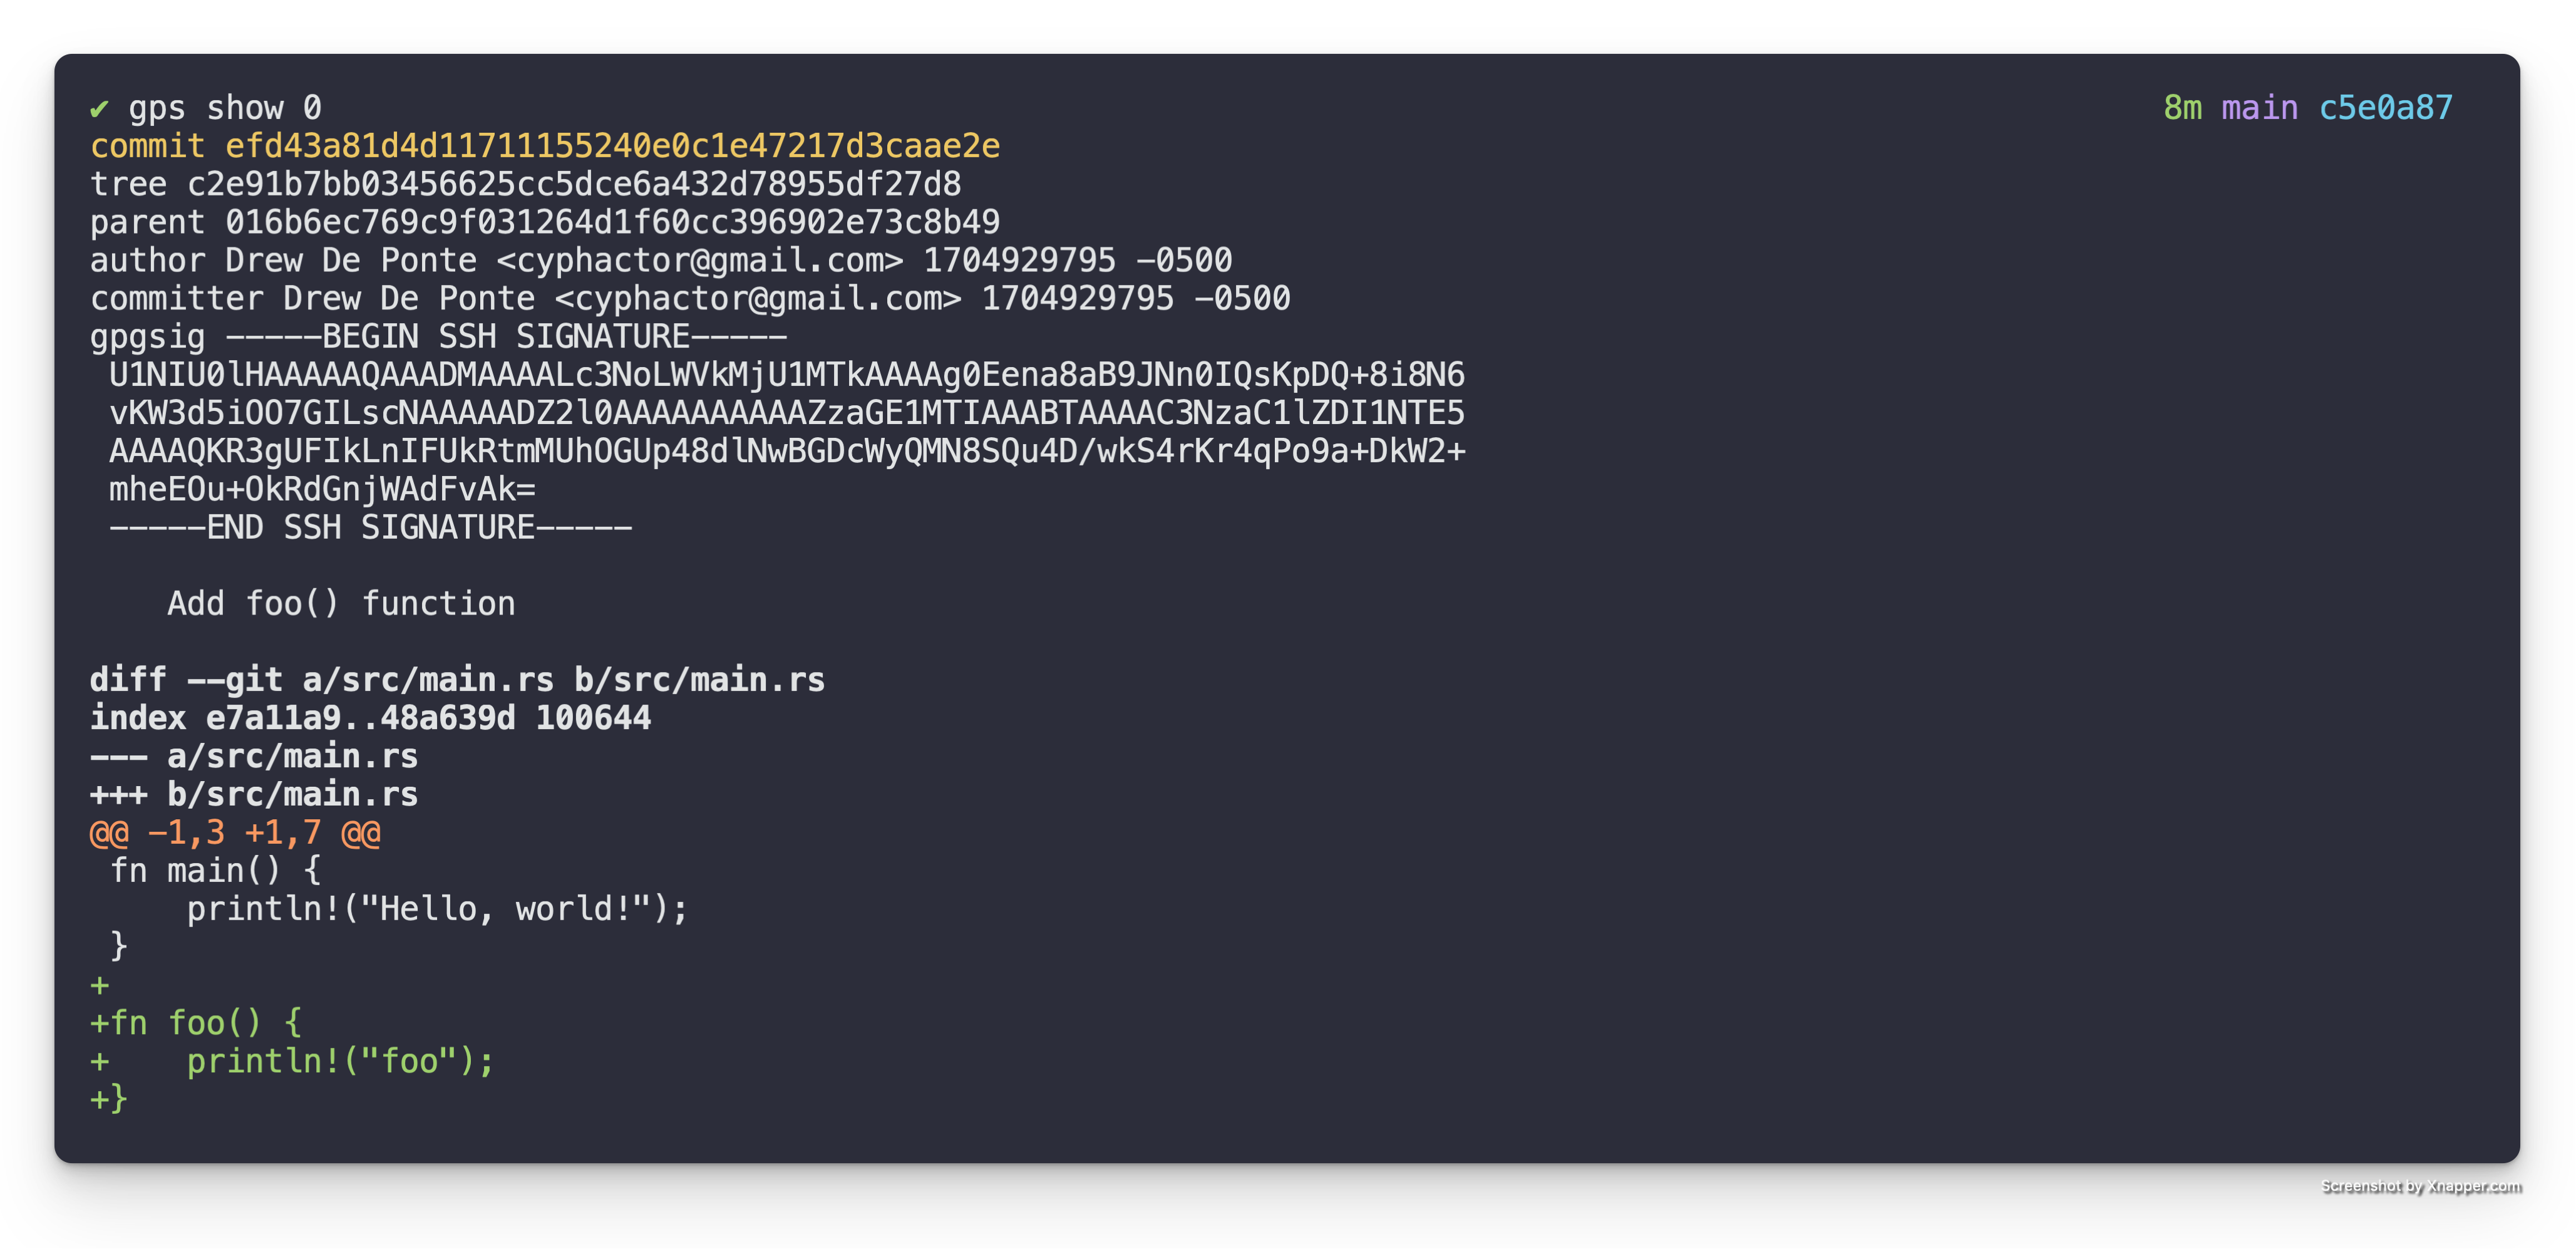 ✔ gps show 0 8m main c5e0a87
commit efd43a81d4d11711155240e0c1e47217d3caae2e
tree c2e91b7bb03456625cc5dce6a432d78955df27d8
parent 016b6ec769c9f031264d1f60cc396902e73c8b49
author Drew De Ponte <cyphactor@gmail.com> 1704929795 -0500
committer Drew De Ponte <cyphactor@gmail.com> 1704929795 -0500
gpgsig -----BEGIN SSH SIGNATURE-----
 U1NIU0lHAAAAAQAAADMAAAALc3NoLWVkMjU1MTkAAAAg0Eena8aB9JNn0IQsKpDQ+8i8N6
 vKW3d5iOO7GILscNAAAAADZ2l0AAAAAAAAAAZzaGE1MTIAAABTAAAAC3NzaC1lZDI1NTE5
 AAAAQKR3gUFIkLnIFUkRtmMUhOGUp48dlNwBGDcWyQMN8SQu4D/wkS4rKr4qPo9a+DkW2+
 mheEOu+OkRdGnjWAdFvAk=
 -----END SSH SIGNATURE-----
    Add foo() function
diff --git a/src/main.rs b/src/main.rs
index e7a11a9..48a639d 100644
--- a/src/main.rs
+++ b/src/main.rs
@@ -1,3 +1,7 @@
 fn main() {
     println!("Hello, world!");
 }
+
+fn foo() {
+    println!("foo");
+}
Screenshot by Xnapper.com